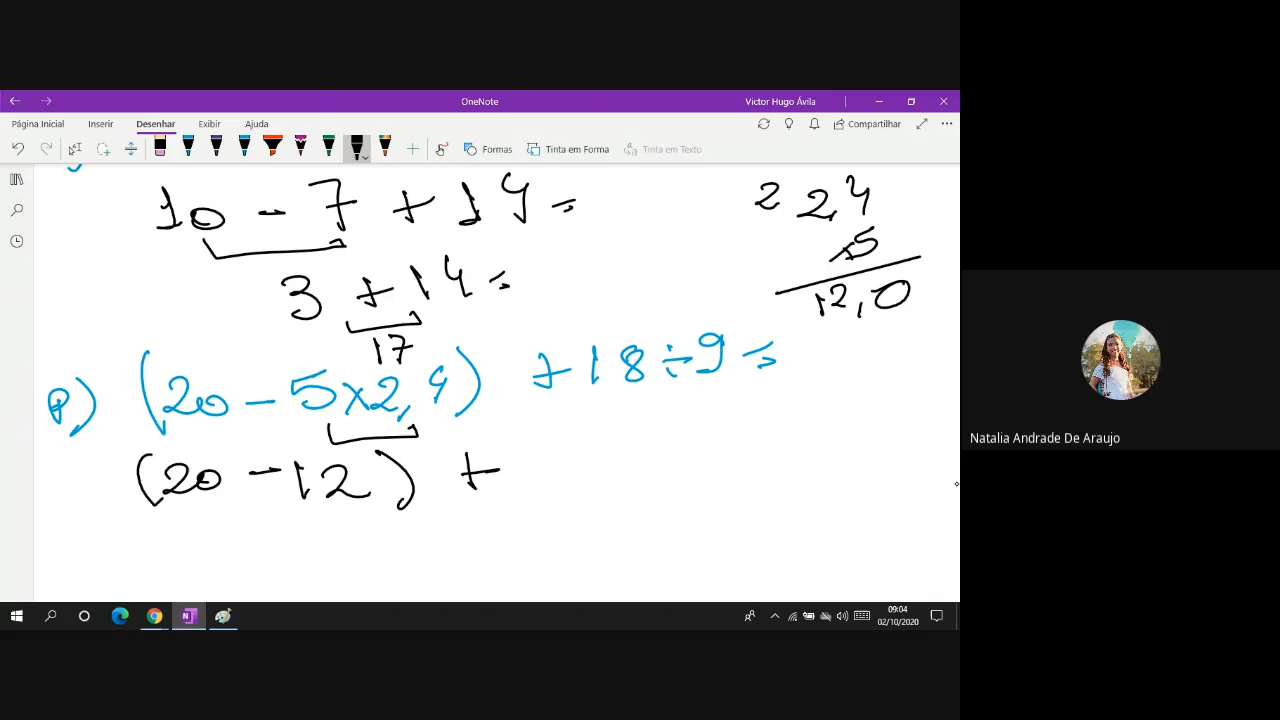 OneNote
Victor Hugo Ávila
Página Inicial Inserir Desenhar Exibir Ajuda
Compartilhar
Formas Tinta em Forma Tinta em Texto
10 - 7 + 14 =
2 2,4
x5
12,0
3 + 14 =
17
(20 - 5x2,4) + 18 ÷ 9 =
(20 - 12) +
Natalia Andrade De Araujo
09:04
02/10/2020